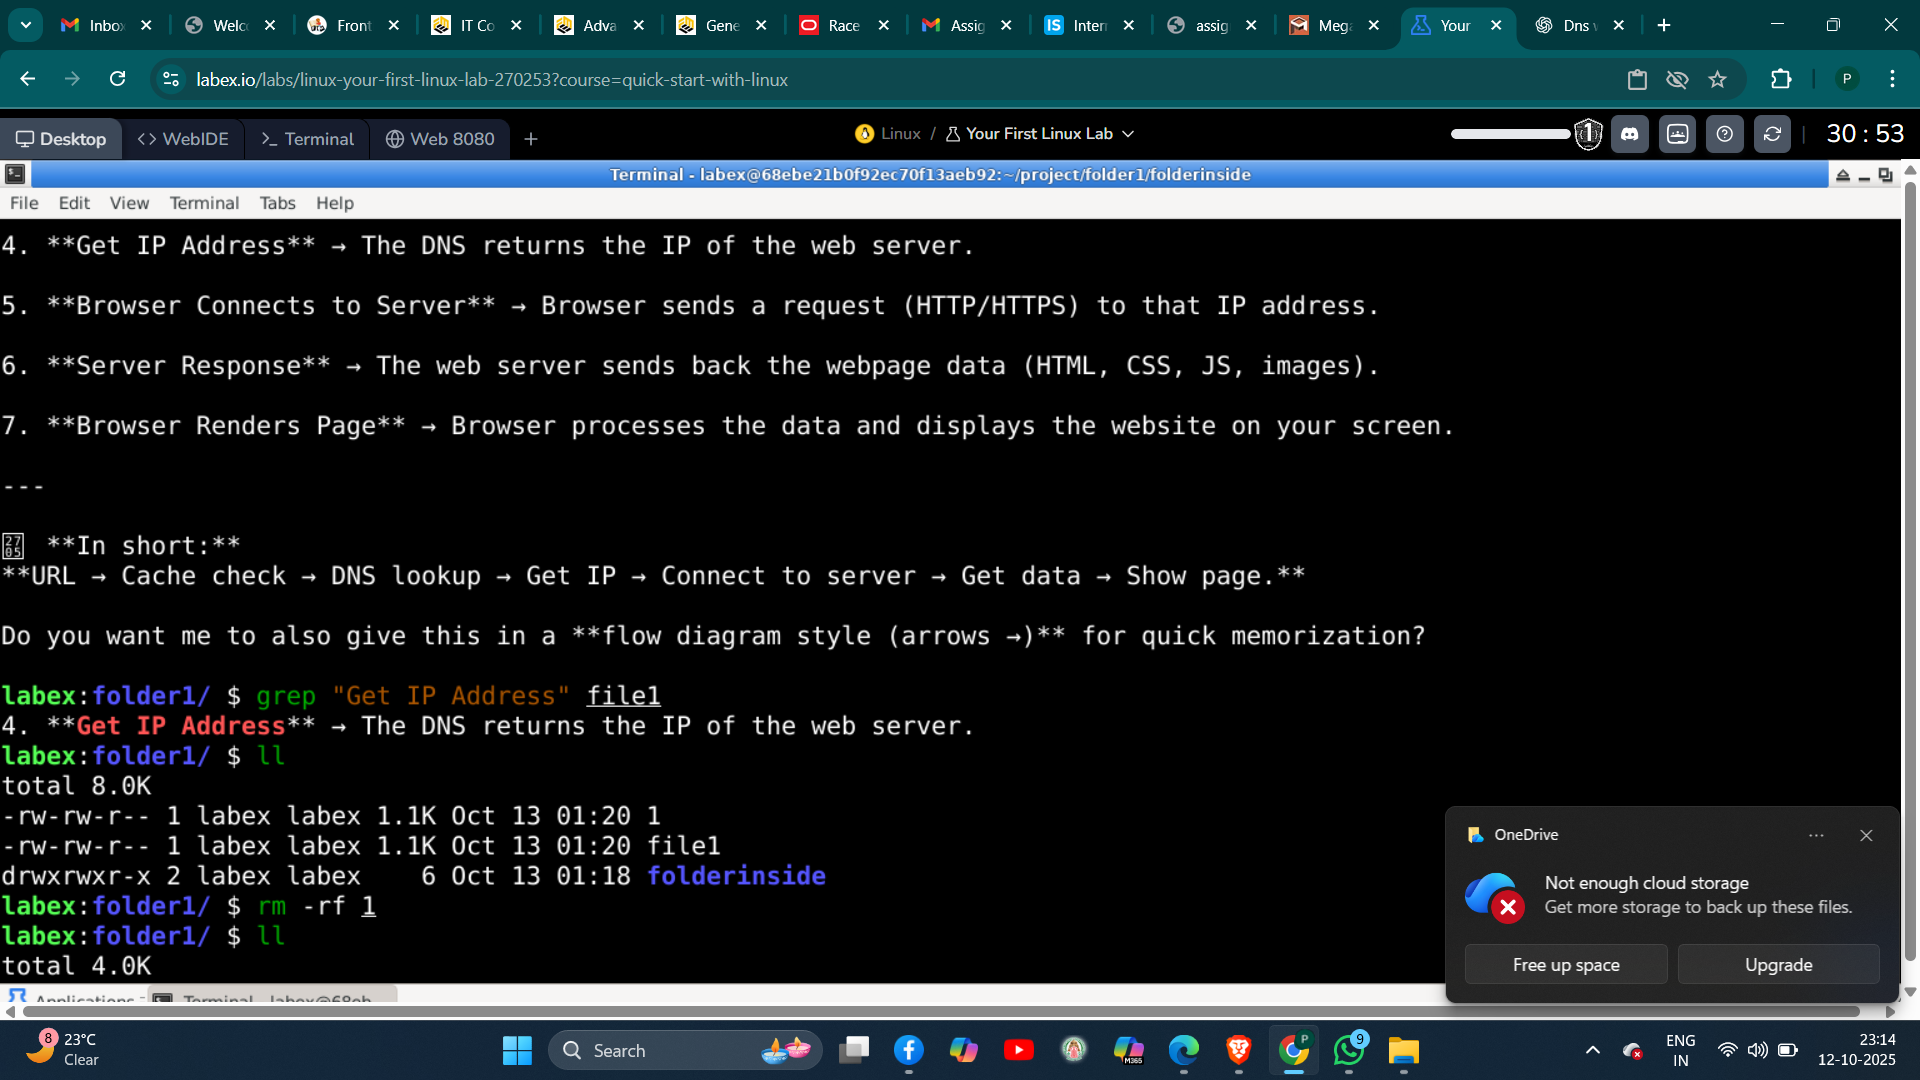 Inbo
Welc
Front
IT Co
Adva
Gene
Race
Assig
Interr
assig
Mega
Your
Dns v
labex.io/labs/linux-your-first-linux-lab-270253?course=quick-start-with-linux
P
Desktop
WebIDE
Terminal
Web 8080
Linux / Your First Linux Lab
1
30 : 53
Terminal - labex@68ebe21b0f92ec70f13aeb92:~/project/folder1/folderinside
File Edit View Terminal Tabs Help
4. **Get IP Address** → The DNS returns the IP of the web server.
5. **Browser Connects to Server** → Browser sends a request (HTTP/HTTPS) to that IP address.
6. **Server Response** → The web server sends back the webpage data (HTML, CSS, JS, images).
7. **Browser Renders Page** → Browser processes the data and displays the website on your screen.
---
2705 **In short:**
**URL → Cache check → DNS lookup → Get IP → Connect to server → Get data → Show page.**
Do you want me to also give this in a **flow diagram style (arrows →)** for quick memorization?
labex:folder1/ $ grep "Get IP Address" file1
4. **Get IP Address** → The DNS returns the IP of the web server.
labex:folder1/ $ ll
total 8.0K
-rw-rw-r-- 1 labex labex 1.1K Oct 13 01:20 1
-rw-rw-r-- 1 labex labex 1.1K Oct 13 01:20 file1
drwxrwxr-x 2 labex labex    6 Oct 13 01:18 folderinside
labex:folder1/ $ rm -rf 1
labex:folder1/ $ ll
total 4.0K
OneDrive
Not enough cloud storage
Get more storage to back up these files.
Free up space
Upgrade
Applications
Terminal - labex@68eb
8
23°C
Clear
Search
M365
P
9
ENG
IN
23:14
12-10-2025